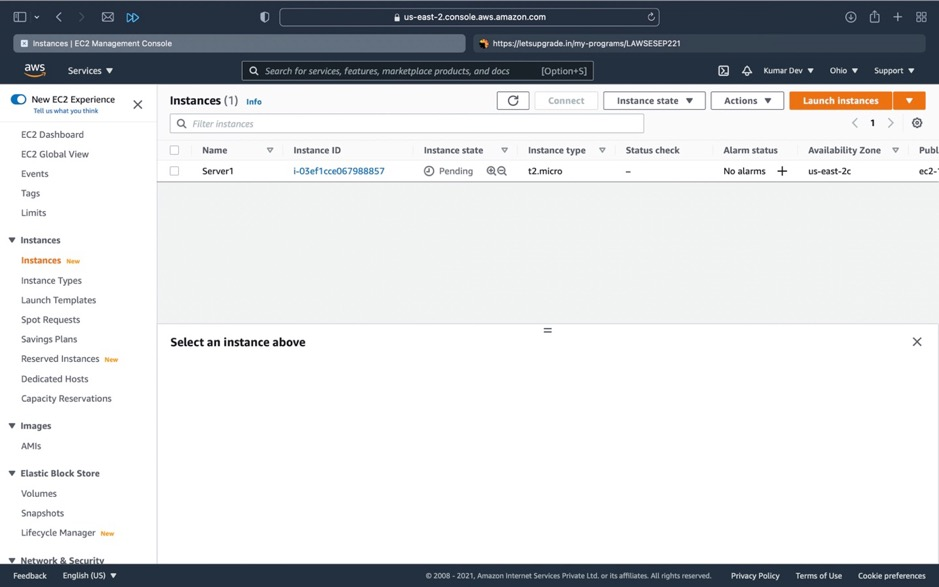 us-east-2.console.aws.amazon.com
Instances | EC2 Management Console
https://letsupgrade.in/my-programs/LAWSESEP221
aws Services Search for services, features, marketplace products, and docs [Option+S] Kumar Dev Ohio Support
New EC2 Experience
Tell us what you think
EC2 Dashboard
EC2 Global View
Events
Tags
Limits
Instances
Instances New
Instance Types
Launch Templates
Spot Requests
Savings Plans
Reserved Instances New
Dedicated Hosts
Capacity Reservations
Images
AMIs
Elastic Block Store
Volumes
Snapshots
Lifecycle Manager New
Network & Security
Instances (1) Info Connect Instance state Actions Launch instances
Filter instances 1
Name Instance ID Instance state Instance type Status check Alarm status Availability Zone Publ
Server1 i-03ef1cce067988857 Pending t2.micro – No alarms + us-east-2c ec2-1
Select an instance above
Feedback English (US) © 2008 - 2021, Amazon Internet Services Private Ltd. or its affiliates. All rights reserved. Privacy Policy Terms of Use Cookie preferences